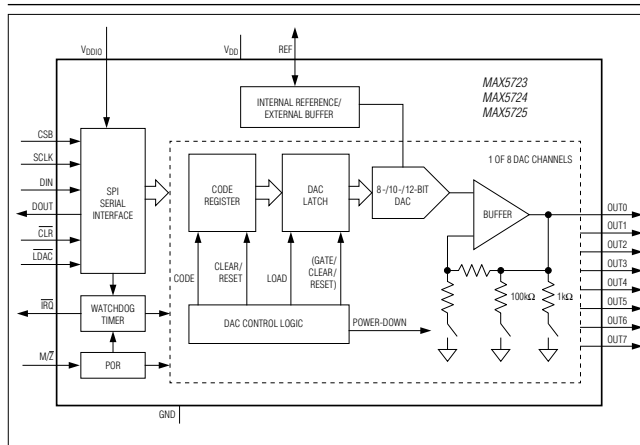 V_DDIO
V_DD
REF
MAX5723
MAX5724
MAX5725
INTERNAL REFERENCE/
EXTERNAL BUFFER
1 OF 8 DAC CHANNELS
CSB
SCLK
DIN
DOUT
CLR
LDAC
SPI
SERIAL
INTERFACE
CODE
REGISTER
DAC
LATCH
8-/10-/12-BIT
DAC
BUFFER
OUT0
OUT1
OUT2
OUT3
OUT4
OUT5
OUT6
OUT7
CODE
CLEAR/
RESET
LOAD
(GATE/
CLEAR/
RESET)
100kΩ
1kΩ
IRQ
WATCHDOG
TIMER
DAC CONTROL LOGIC
POWER-DOWN
M/Z
POR
GND